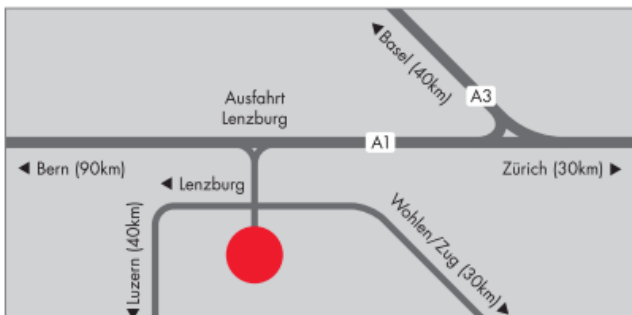 Basel (40km)
A3
Ausfahrt
Lenzburg
A1
Bern (90km)
Zürich (30km)
Lenzburg
Luzern (40km)
Wohlen/Zug (30km)